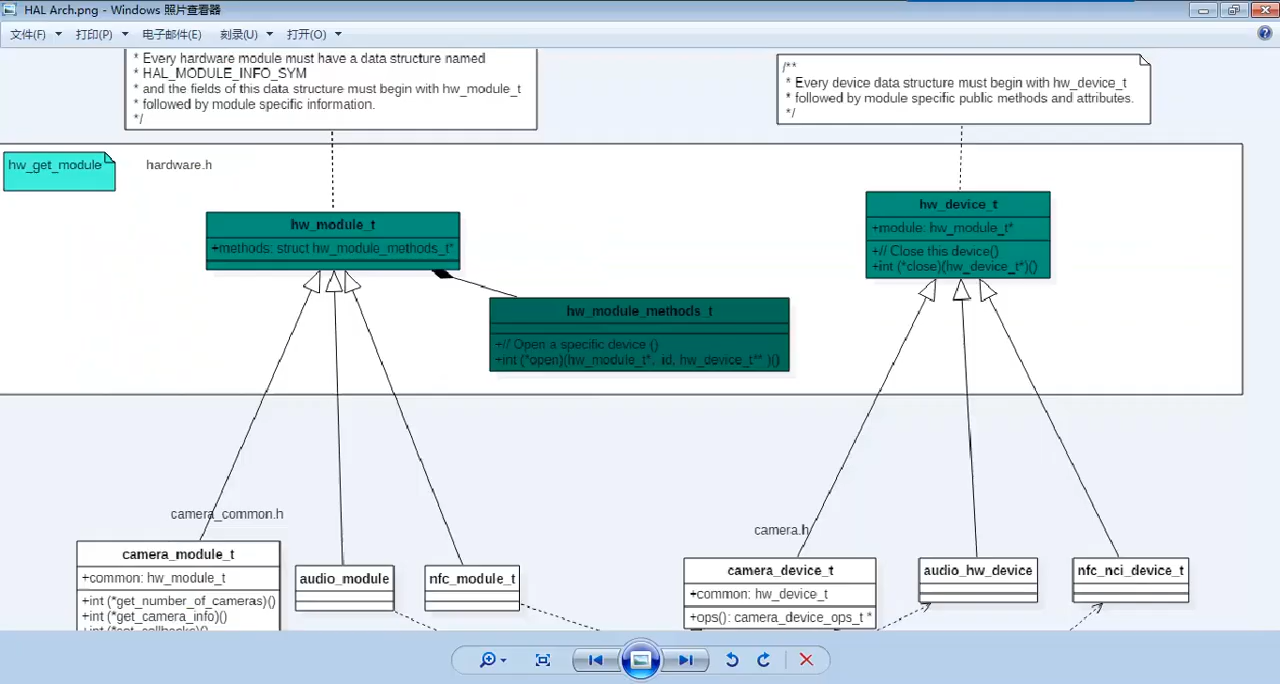 HAL Arch.png - Windows 照片查看器
文件(F) 打印(P) 电子邮件(E) 刻录(U) 打开(O)
* Every hardware module must have a data structure named
* HAL_MODULE_INFO_SYM
* and the fields of this data structure must begin with hw_module_t
* followed by module specific information.
*/
/**
* Every device data structure must begin with hw_device_t
* followed by module specific public methods and attributes.
*/
hw_get_module
hardware.h
hw_module_t
+methods: struct hw_module_methods_t*
hw_device_t
+module: hw_module_t*
+// Close this device()
+int (*close)(hw_device_t*)()
hw_module_methods_t
+// Open a specific device ()
+int (*open)(hw_module_t*, id, hw_device_t** )()
camera_common.h
camera.h
camera_module_t
+common: hw_module_t
+int (*get_number_of_cameras)()
+int (*get_camera_info)()
+int (*set_callbacks)()
audio_module
nfc_module_t
camera_device_t
+common: hw_device_t
+ops(): camera_device_ops_t *
audio_hw_device
nfc_nci_device_t